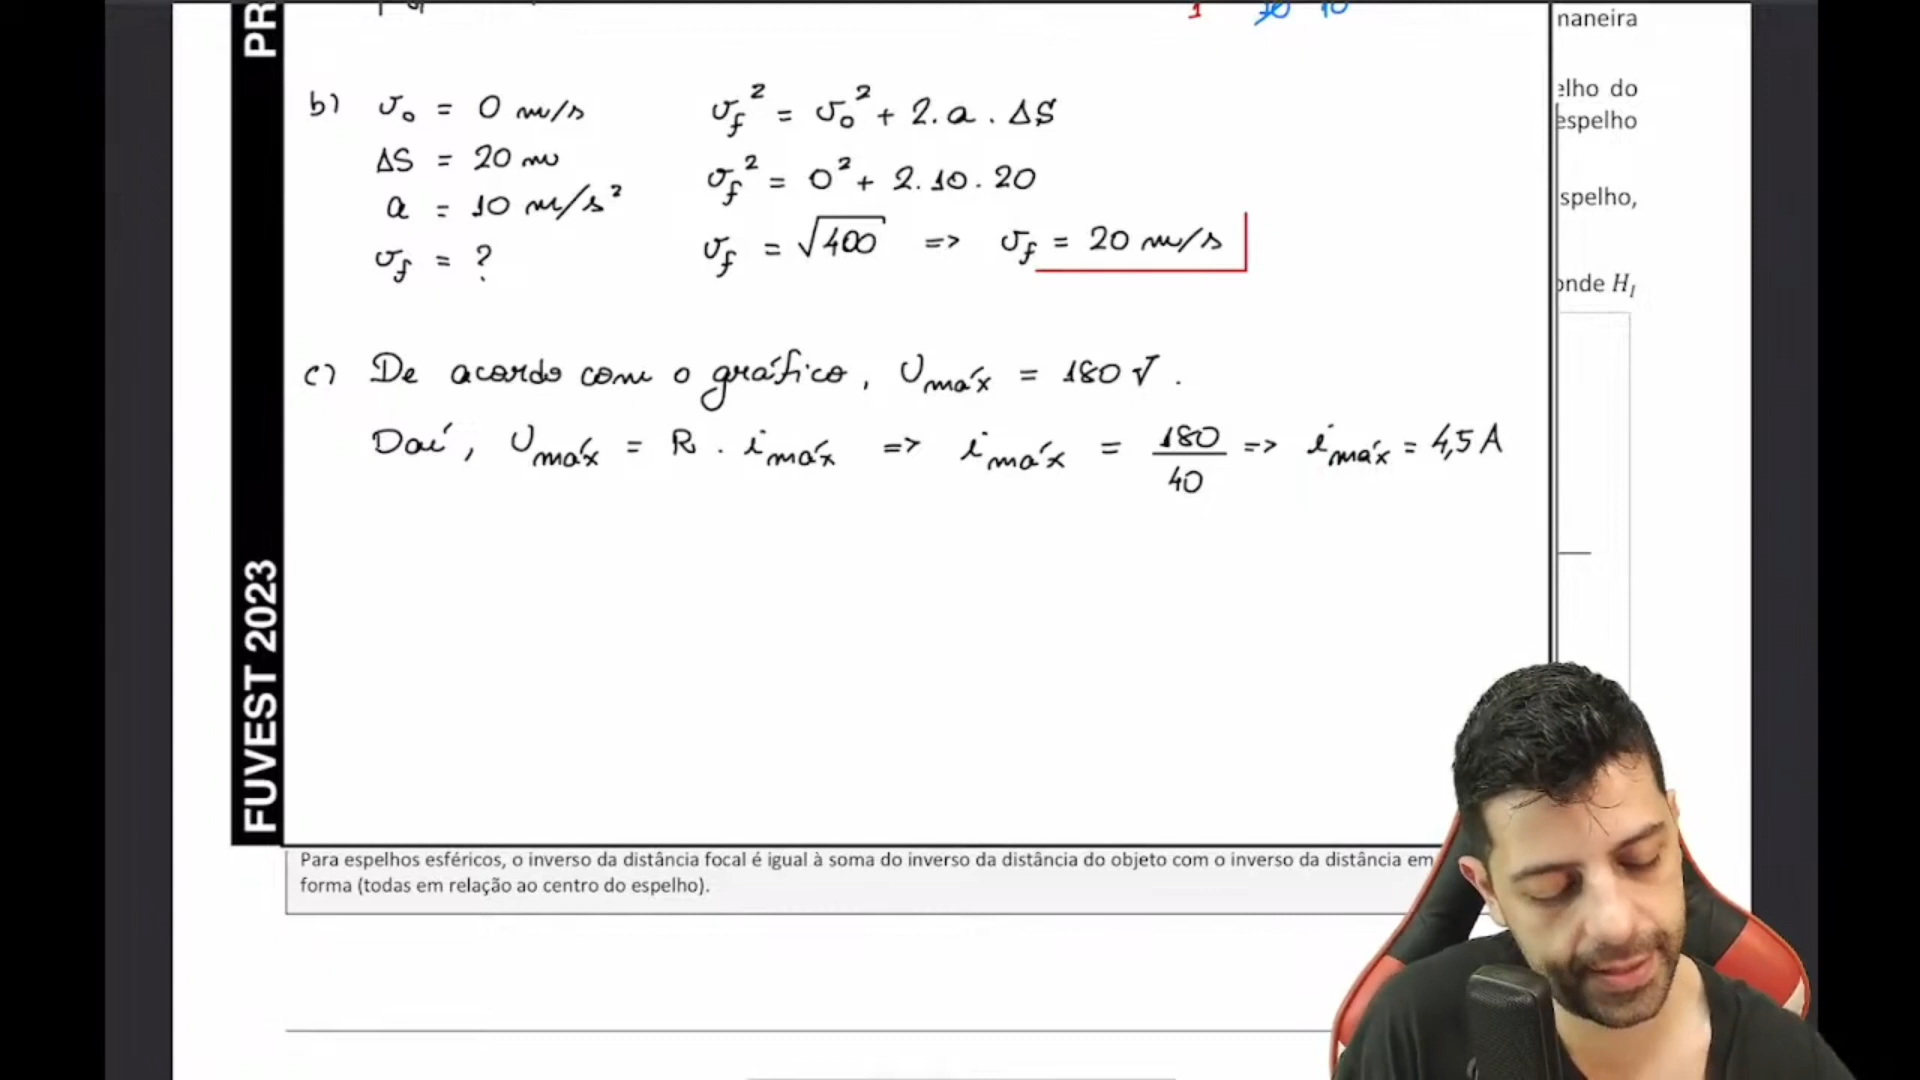 PR
1 10 10
naneira
elho do
espelho
spelho,
onde H_I
b) v₀ = 0 m/s
ΔS = 20 m
a = 10 m/s²
v_f = ?
v_f² = v₀² + 2.a.ΔS
v_f² = 0² + 2.10.20
v_f = √400 => v_f = 20 m/s
c) De acordo com o gráfico, U_máx = 180 V.
Daí, U_máx = R . i_máx => i_máx = 180/40 => i_máx = 4,5 A
FUVEST 2023
Para espelhos esféricos, o inverso da distância focal é igual à soma do inverso da distância do objeto com o inverso da distância em
forma (todas em relação ao centro do espelho).